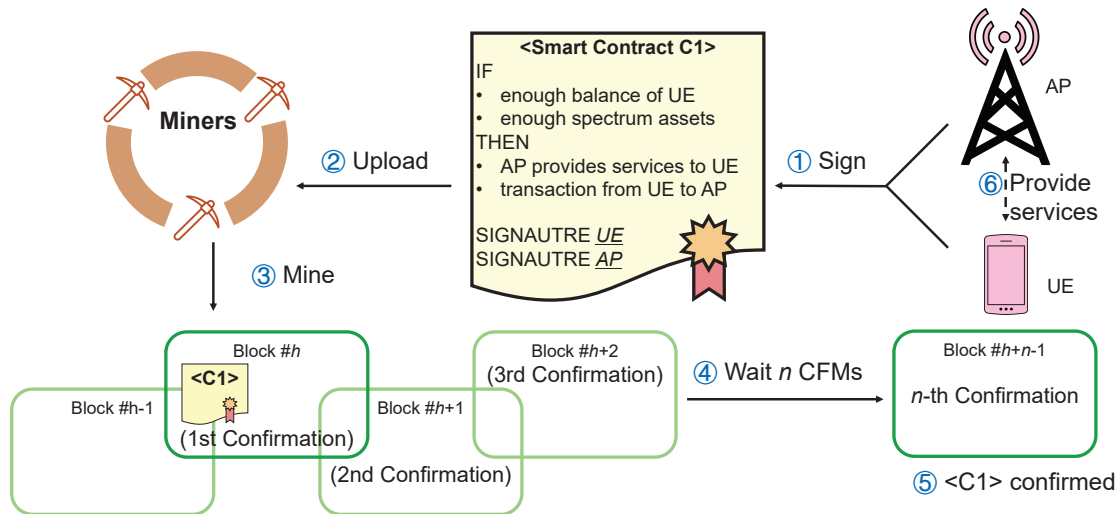 <Smart Contract C1>
IF
• enough balance of UE
• enough spectrum assets
THEN
• AP provides services to UE
• transaction from UE to AP
SIGNAUTRE UE
SIGNAUTRE AP
Miners
② Upload
① Sign
AP
⑥ Provide
services
UE
③ Mine
Block #h-1
Block #h
<C1>
(1st Confirmation)
Block #h+1
(2nd Confirmation)
Block #h+2
(3rd Confirmation)
④ Wait n CFMs
Block #h+n-1
n-th Confirmation
⑤ <C1> confirmed